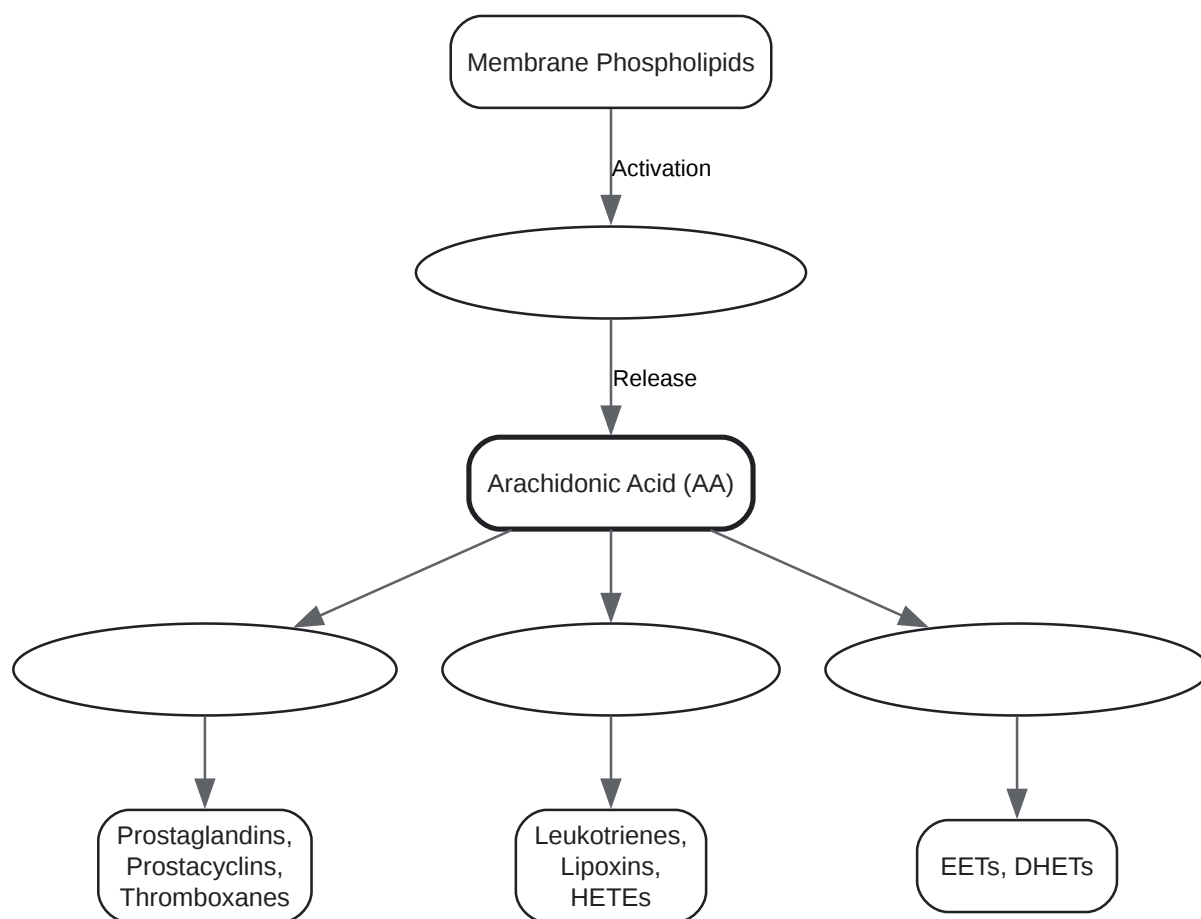 Membrane Phospholipids
Activation
Release
Arachidonic Acid (AA)
Prostaglandins,
Prostacyclins,
Thromboxanes
Leukotrienes,
Lipoxins,
HETEs
EETs, DHETs